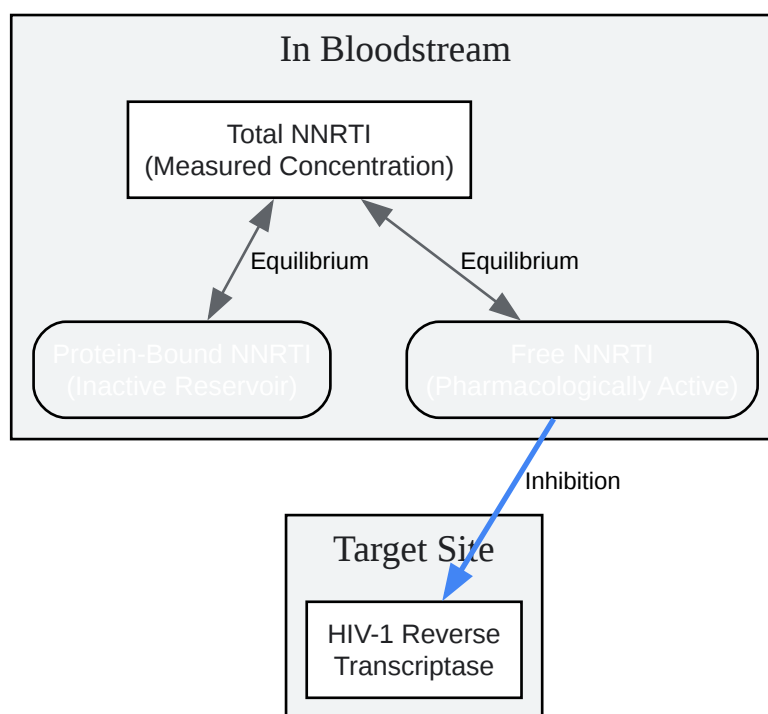 In Bloodstream
Total NNRTI
(Measured Concentration)
Equilibrium
Equilibrium
Protein-Bound NNRTI
(Inactive Reservoir)
Free NNRTI
(Pharmacologically Active)
Inhibition
Target Site
HIV-1 Reverse
Transcriptase